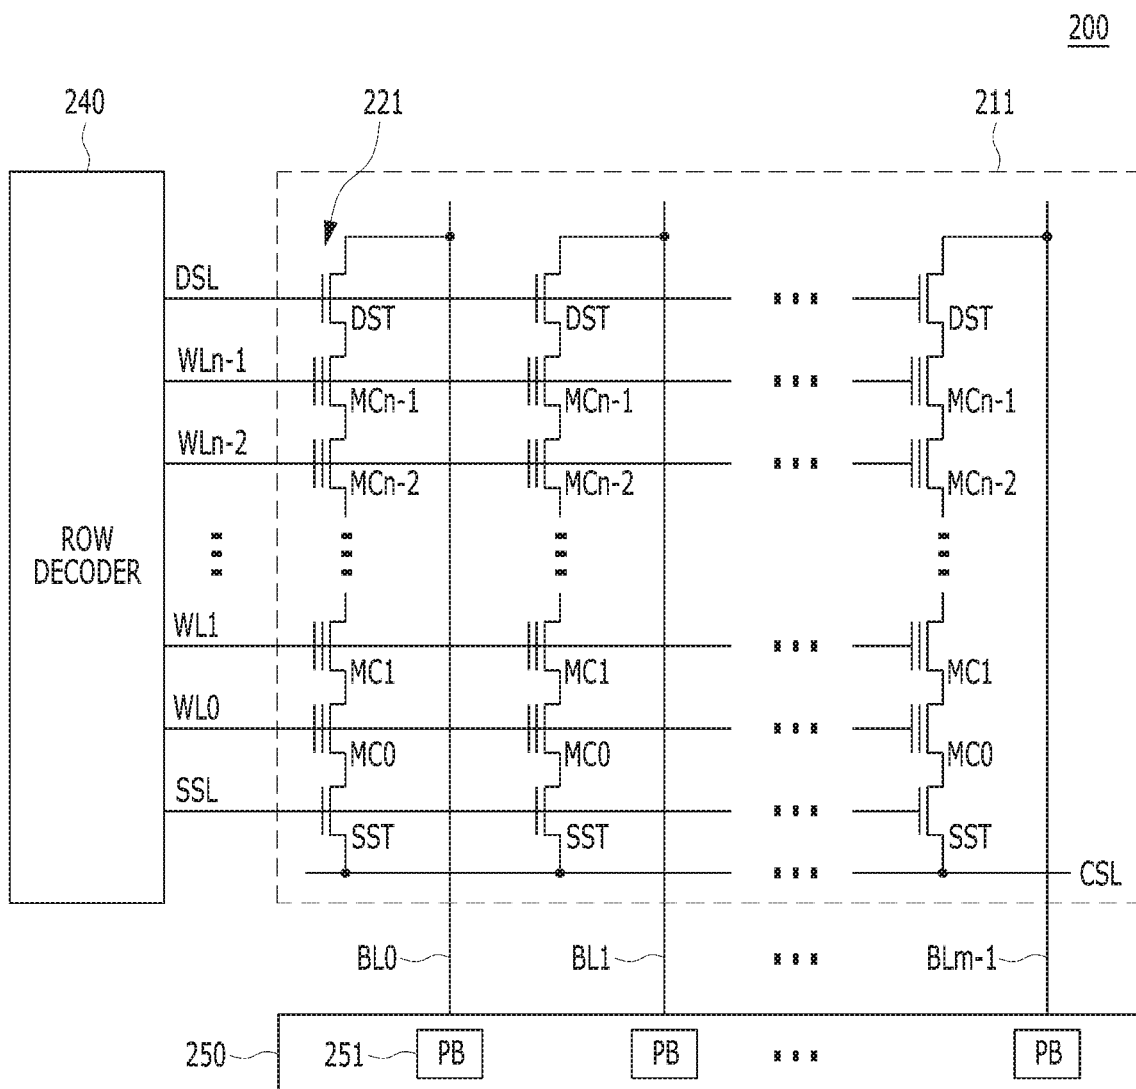 200
240
221
211
DSL
DST
DST
DST
WLn-1
MCn-1
MCn-1
MCn-1
WLn-2
MCn-2
MCn-2
MCn-2
ROW
DECODER
WL1
MC1
MC1
MC1
WL0
MC0
MC0
MC0
SSL
SST
SST
SST
CSL
BL0
BL1
BLm-1
250
251
PB
PB
PB